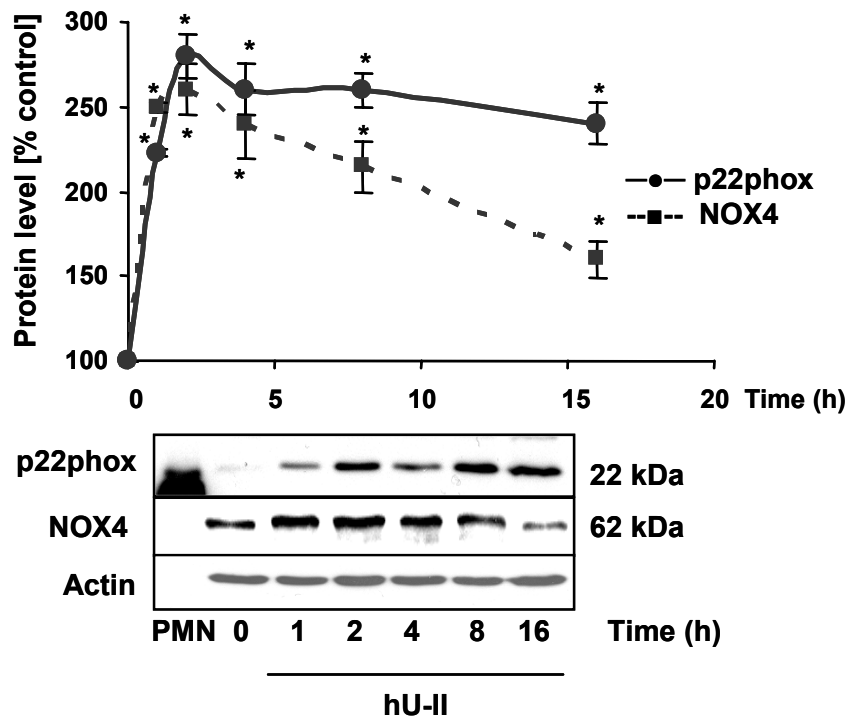 Protein level [% control]
300
250
200
150
100
* * * * * * * * * *
p22phox
NOX4
0 5 10 15 20 Time (h)
p22phox 22 kDa
NOX4 62 kDa
Actin
PMN 0 1 2 4 8 16 Time (h)
hU-II